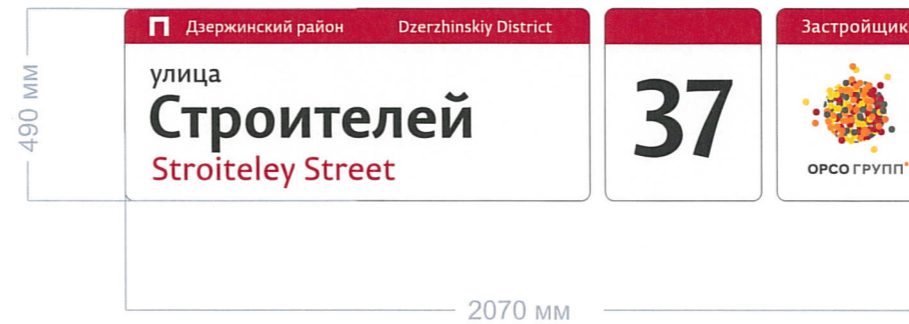 П Дзержинский район Dzerzhinskiy District
улица
Строителей
Stroiteley Street
37
Застройщик
ОРСО ГРУПП
490 мм
2070 мм